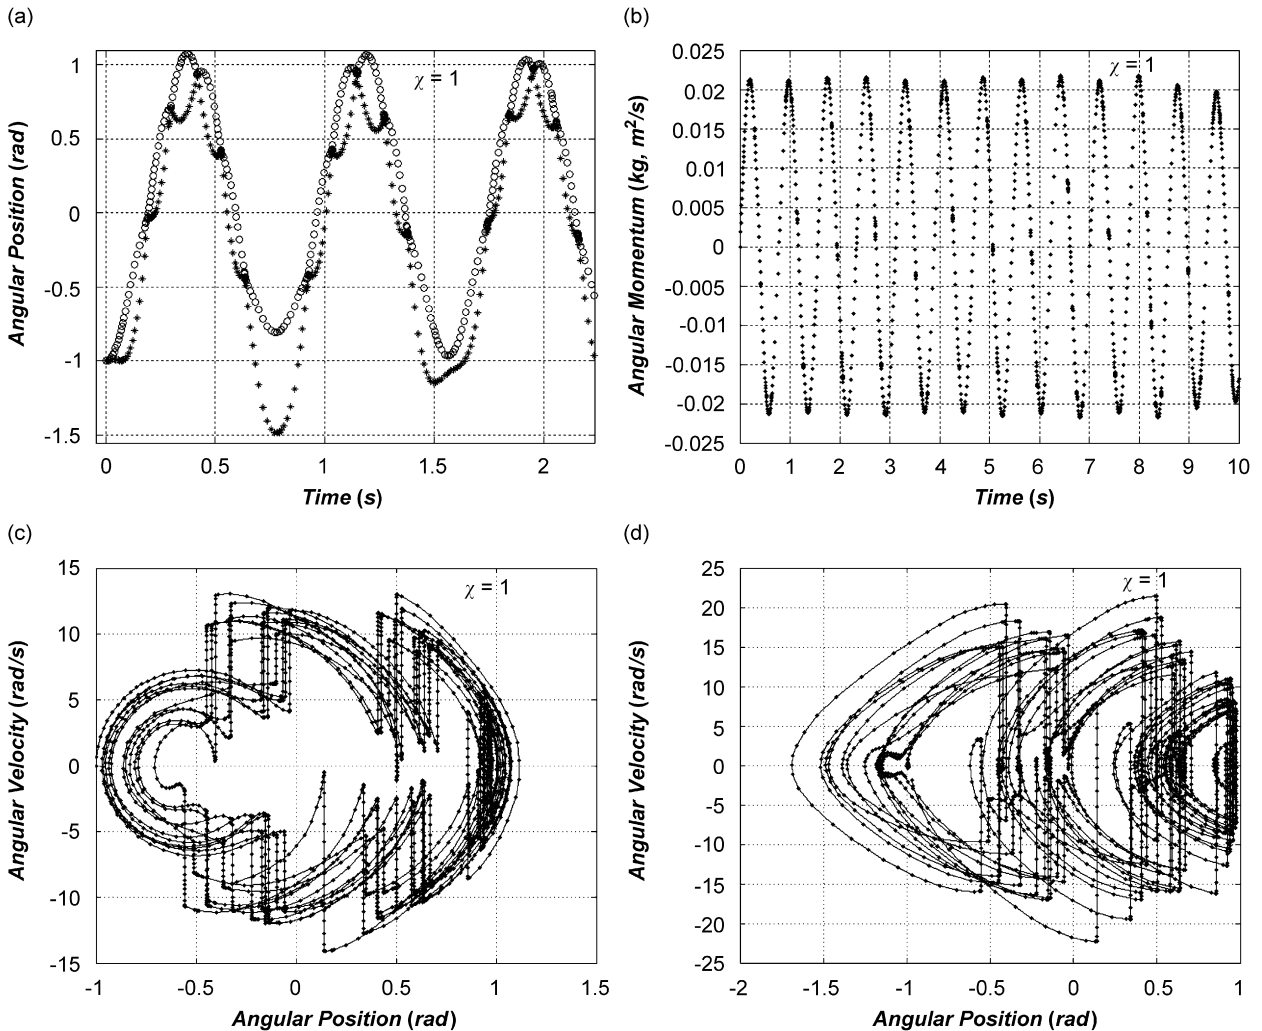 (a)
χ = 1
1
0.5
0
-0.5
-1
-1.5
Angular Position (rad)
0
0.5
1
1.5
2
Time (s)
(b)
χ = 1
0.025
0.02
0.015
0.01
0.005
0
-0.005
-0.01
-0.015
-0.02
-0.025
Angular Momentum (kg, m²/s)
0 1 2 3 4 5 6 7 8 9 10
Time (s)
(c)
χ = 1
15
10
5
0
-5
-10
-15
Angular Velocity (rad/s)
-1 -0.5 0 0.5 1 1.5
Angular Position (rad)
(d)
χ = 1
25
20
15
10
5
0
-5
-10
-15
-20
-25
Angular Velocity (rad/s)
-2 -1.5 -1 -0.5 0 0.5 1
Angular Position (rad)